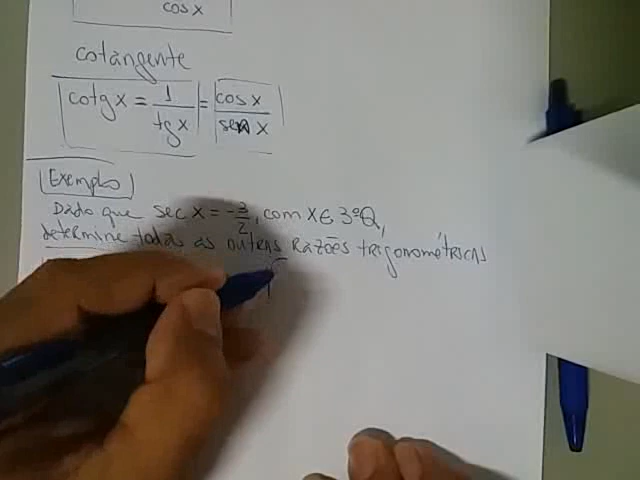 cos x
cotangente
cotg x = 1/tg x = cos x/sen x
Exemplo
Dado que sec x = -3/2, com x ∈ 3ºQ,
determine todas as outras razões trigonométricas